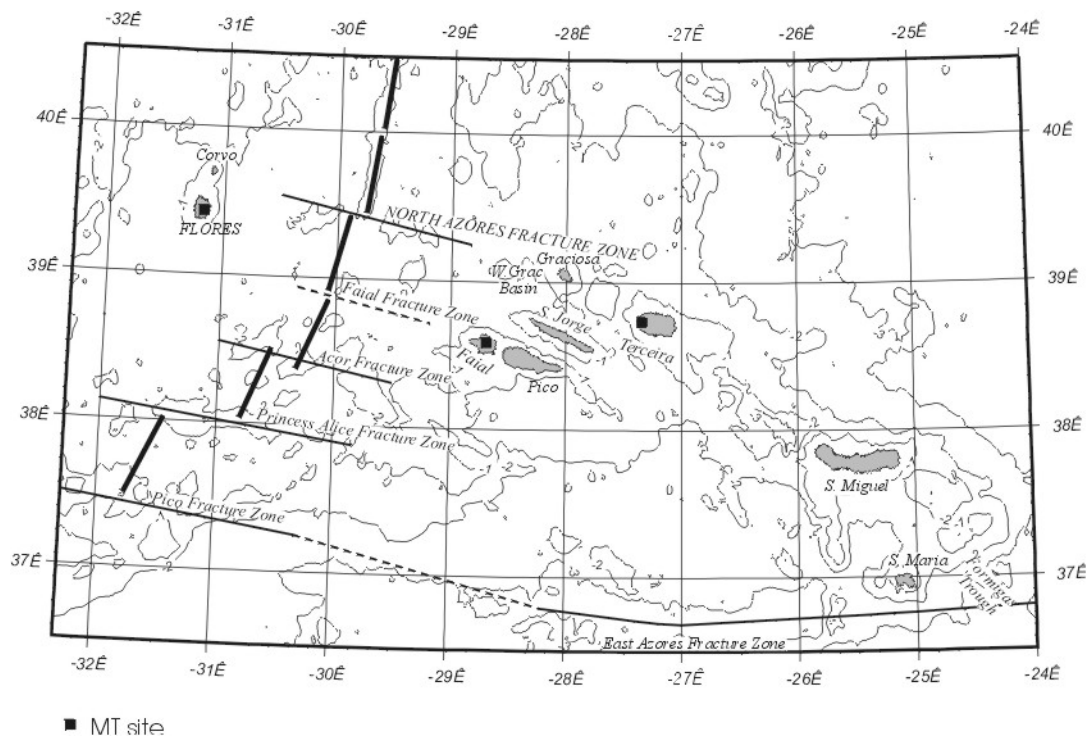 -32Ê -31Ê -30Ê -29Ê -28Ê -27Ê -26Ê -25Ê -24Ê
40Ê 40Ê
Corvo
FLORES
NORTH AZORES FRACTURE ZONE
39Ê 39Ê
Graciosa
W. Grac
Basin
Faial Fracture Zone
S. Jorge
Terceira
Faial
Pico
Acor Fracture Zone
38Ê 38Ê
Princess Alice Fracture Zone
S. Miguel
Pico Fracture Zone
37Ê 37Ê
S. Maria
Formigas
Trough
East Azores Fracture Zone
-32Ê -31Ê -30Ê -29Ê -28Ê -27Ê -26Ê -25Ê -24Ê
MT site